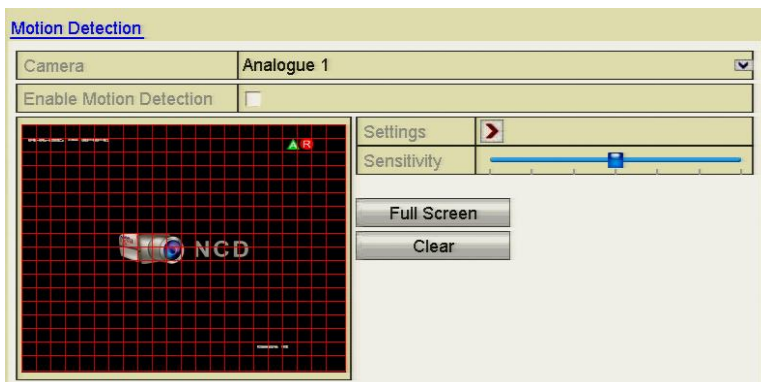 Motion Detection
Camera
Analogue 1
Enable Motion Detection
Settings
Sensitivity
A R
NCD
Full Screen
Clear